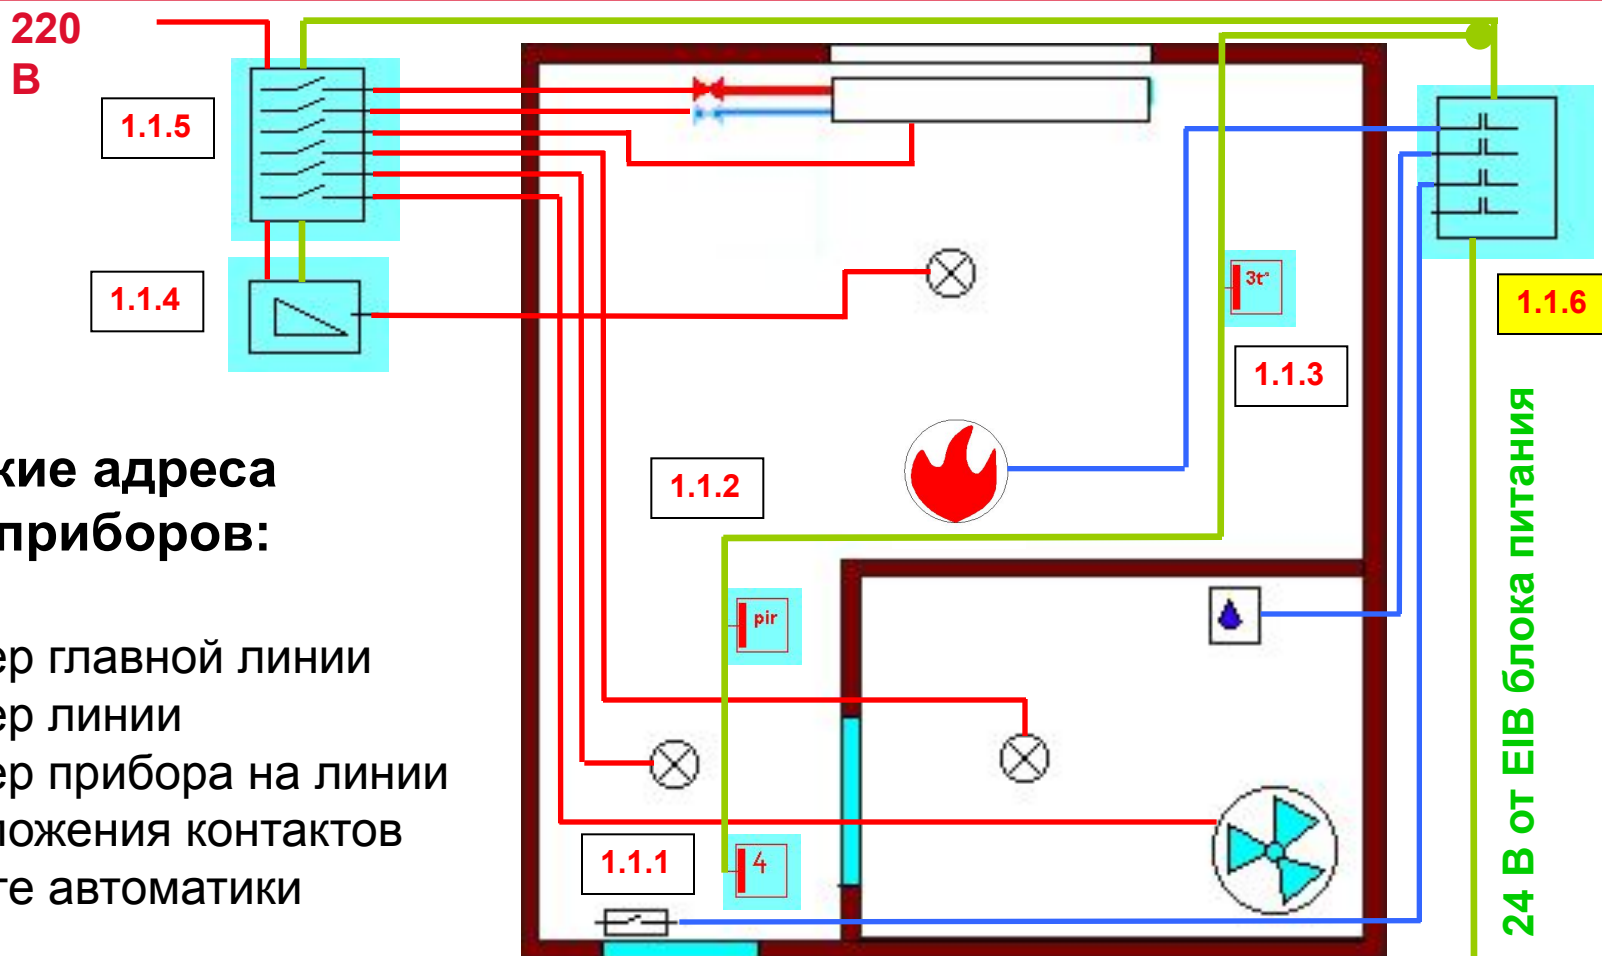 220
В
1.1.5
1.1.4
3t°
1.1.6
1.1.3
кие адреса
приборов:
1.1.2
pir
ер главной линии
ер линии
ер прибора на линии
ложения контактов
те автоматики
1.1.1
4
24 В от EIB блока питания